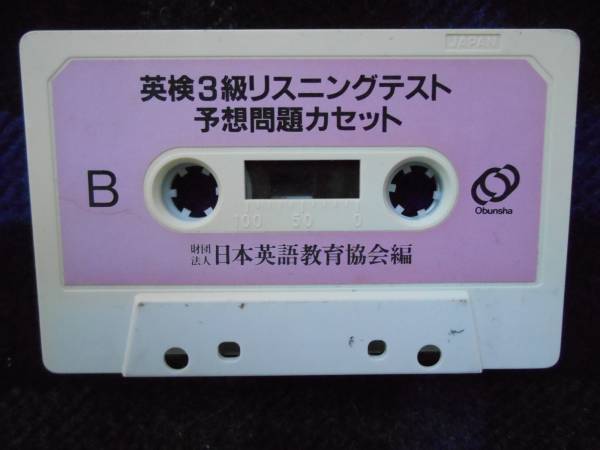 JAPAN
英検3級リスニングテスト
予想問題カセット
B
100 50 0
Obunsha
財団法人 日本英語教育協会編